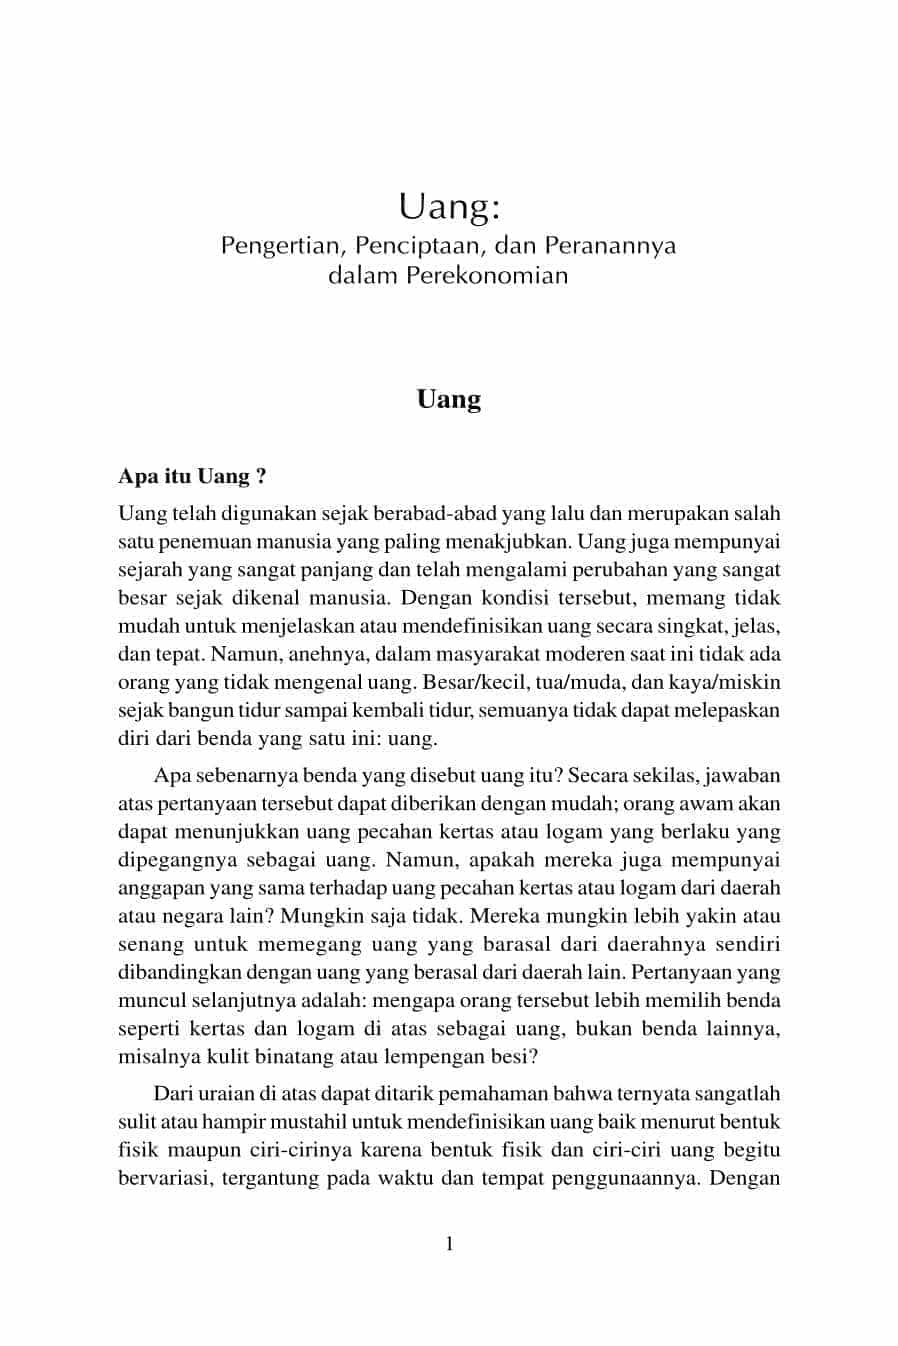 Uang:
Pengertian, Penciptaan, dan Peranannya
dalam Perekonomian
Uang
Apa itu Uang ?
Uang telah digunakan sejak berabad-abad yang lalu dan merupakan salah
satu penemuan manusia yang paling menakjubkan. Uang juga mempunyai
sejarah yang sangat panjang dan telah mengalami perubahan yang sangat
besar sejak dikenal manusia. Dengan kondisi tersebut, memang tidak
mudah untuk menjelaskan atau mendefinisikan uang secara singkat, jelas,
dan tepat. Namun, anehnya, dalam masyarakat moderen saat ini tidak ada
orang yang tidak mengenal uang. Besar/kecil, tua/muda, dan kaya/miskin
sejak bangun tidur sampai kembali tidur, semuanya tidak dapat melepaskan
diri dari benda yang satu ini: uang.
Apa sebenarnya benda yang disebut uang itu? Secara sekilas, jawaban
atas pertanyaan tersebut dapat diberikan dengan mudah; orang awam akan
dapat menunjukkan uang pecahan kertas atau logam yang berlaku yang
dipegangnya sebagai uang. Namun, apakah mereka juga mempunyai
anggapan yang sama terhadap uang pecahan kertas atau logam dari daerah
atau negara lain? Mungkin saja tidak. Mereka mungkin lebih yakin atau
senang untuk memegang uang yang barasal dari daerahnya sendiri
dibandingkan dengan uang yang berasal dari daerah lain. Pertanyaan yang
muncul selanjutnya adalah: mengapa orang tersebut lebih memilih benda
seperti kertas dan logam di atas sebagai uang, bukan benda lainnya,
misalnya kulit binatang atau lempengan besi?
Dari uraian di atas dapat ditarik pemahaman bahwa ternyata sangatlah
sulit atau hampir mustahil untuk mendefinisikan uang baik menurut bentuk
fisik maupun ciri-cirinya karena bentuk fisik dan ciri-ciri uang begitu
bervariasi, tergantung pada waktu dan tempat penggunaannya. Dengan
1